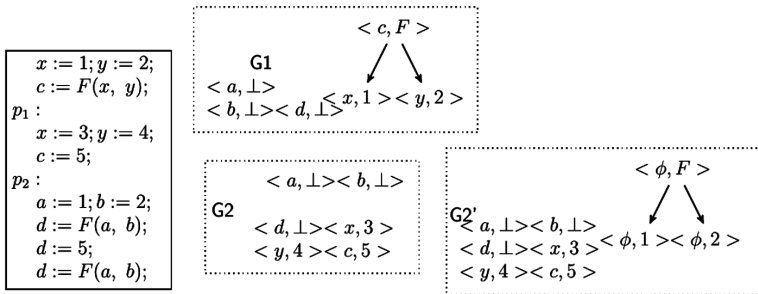 x := 1; y := 2;
c := F(x, y);
p₁ :
x := 3; y := 4;
c := 5;
p₂ :
a := 1; b := 2;
d := F(a, b);
d := 5;
d := F(a, b);
< c, F >
G1
< a, ⊥>
< b, ⊥>< d, ⊥>
< x, 1 >< y, 2 >
< a, ⊥>< b, ⊥>
G2
< d, ⊥>< x, 3 >
< y, 4 >< c, 5 >
< ϕ, F >
G2'
< a, ⊥>< b, ⊥>
< d, ⊥>< x, 3 >
< y, 4 >< c, 5 >
< ϕ, 1 >< ϕ, 2 >